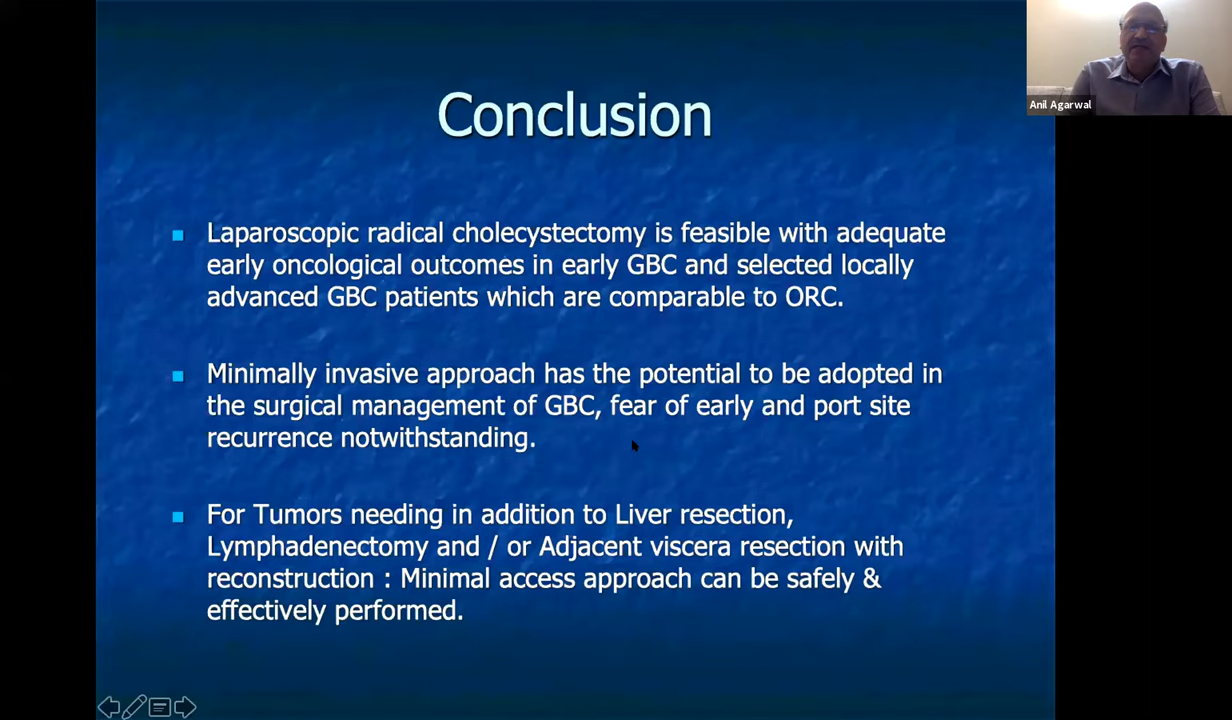 Conclusion
Anil Agarwal
Laparoscopic radical cholecystectomy is feasible with adequate
early oncological outcomes in early GBC and selected locally
advanced GBC patients which are comparable to ORC.
Minimally invasive approach has the potential to be adopted in
the surgical management of GBC, fear of early and port site
recurrence notwithstanding.
For Tumors needing in addition to Liver resection,
Lymphadenectomy and / or Adjacent viscera resection with
reconstruction : Minimal access approach can be safely &
effectively performed.